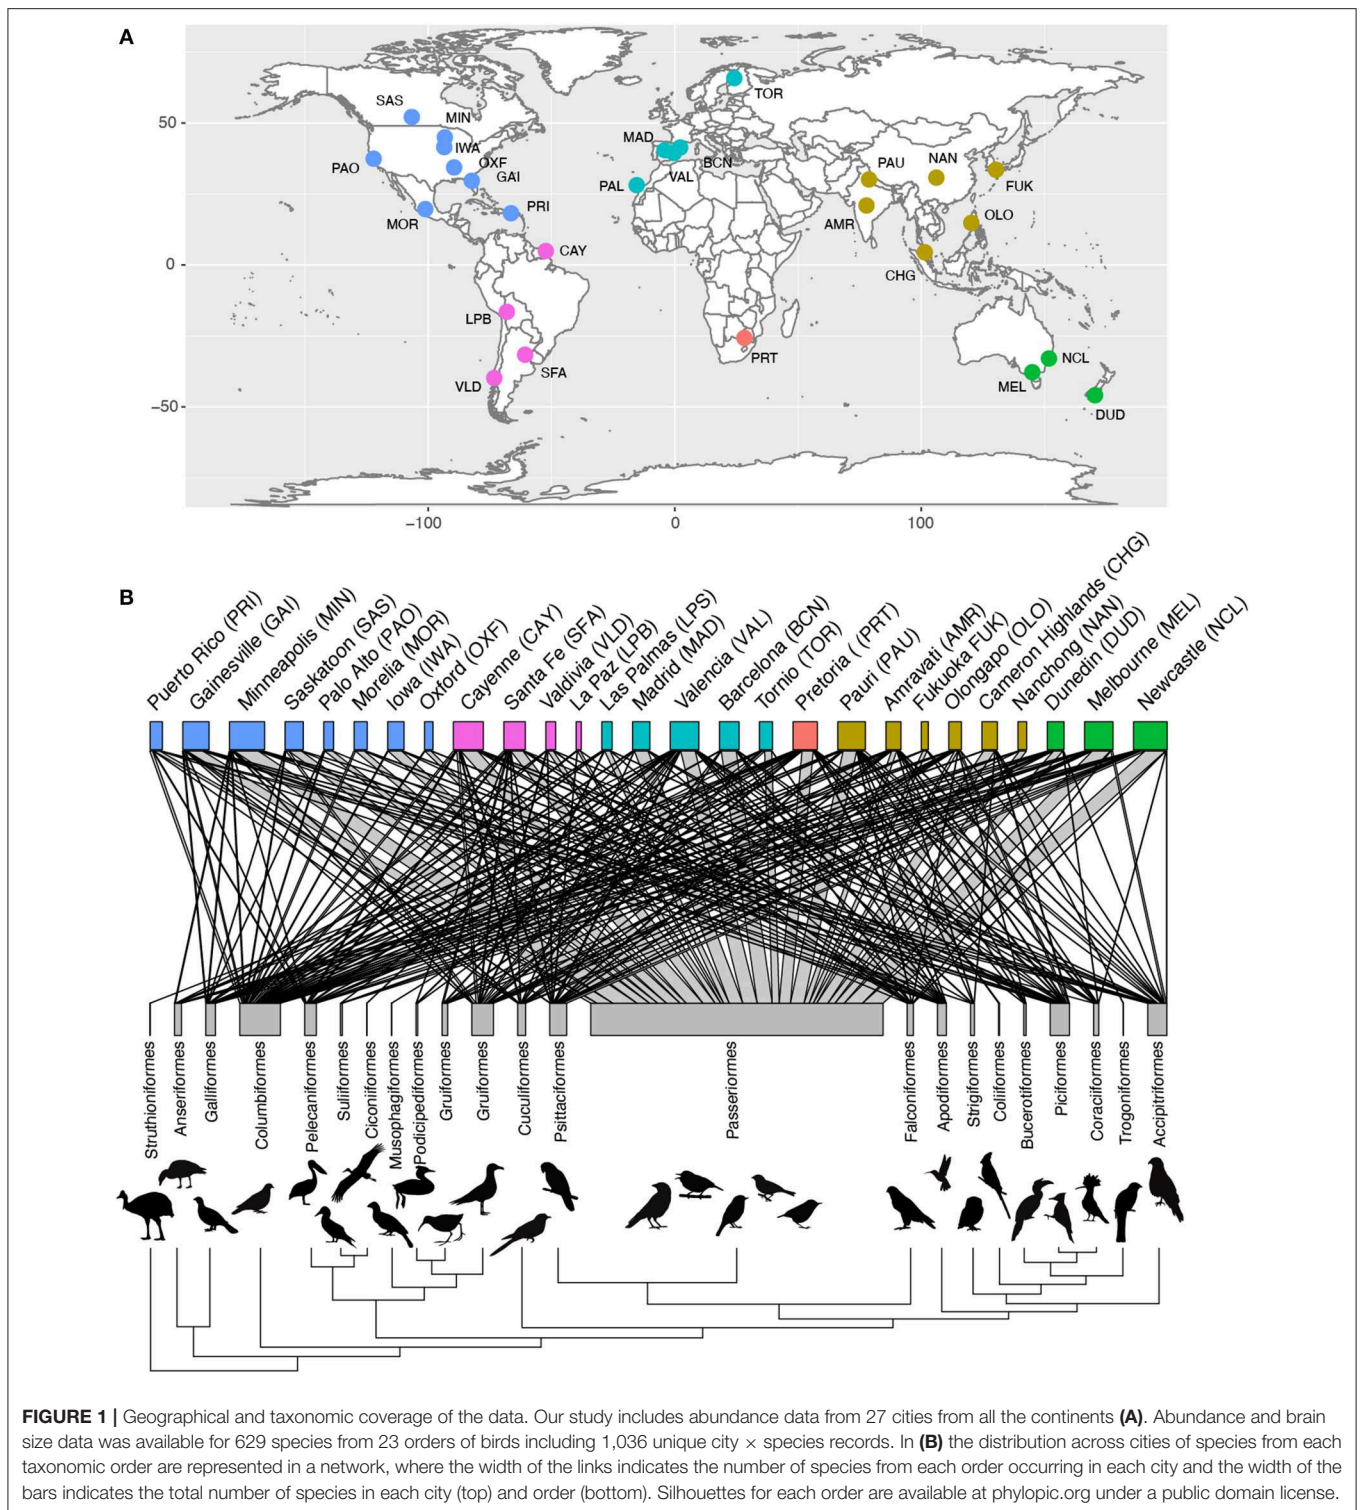 A
50
0
−50
SAS
MIN
IWA
OXF
PAO
GAI
MOR
PRI
CAY
LPB
SFA
VLD
TOR
MAD
BCN
VAL
PAL
PAU
NAN
FUK
AMR
OLO
CHG
PRT
NCL
MEL
DUD
−100
0
100
B
Puerto Rico (PRI)
Gainesville (GAI)
Minneapolis (MIN)
Saskatoon (SAS)
Palo Alto (PAO)
Morelia (MOR)
Iowa (IWA)
Oxford (OXF)
Cayenne (CAY)
Santa Fe (SFA)
Valdivia (VLD)
La Paz (LPB)
Las Palmas (LPS)
Madrid (MAD)
Valencia (VAL)
Barcelona (BCN)
Tornio (TOR)
Pretoria ( (PRT)
Pauri (PAU)
Amravati (AMR)
Fukuoka FUK)
Olongapo (OLO)
Cameron Highlands (CHG)
Nanchong (NAN)
Dunedin (DUD)
Melbourne (MEL)
Newcastle (NCL)
Struthioniformes
Anseriformes
Galliformes
Columbiformes
Pelecaniformes
Suliiformes
Ciconiiformes
Musophagiformes
Podicipediformes
Gruiformes
Gruiformes
Cuculiformes
Psittaciformes
Passeriormes
Falconiformes
Apodiformes
Strigiformes
Coliiformes
Bucerotiformes
Piciformes
Coraciiformes
Trogoniformes
Accipitriformes
FIGURE 1 | Geographical and taxonomic coverage of the data. Our study includes abundance data from 27 cities from all the continents (A). Abundance and brain
size data was available for 629 species from 23 orders of birds including 1,036 unique city × species records. In (B) the distribution across cities of species from each
taxonomic order are represented in a network, where the width of the links indicates the number of species from each order occurring in each city and the width of the
bars indicates the total number of species in each city (top) and order (bottom). Silhouettes for each order are available at phylopic.org under a public domain license.